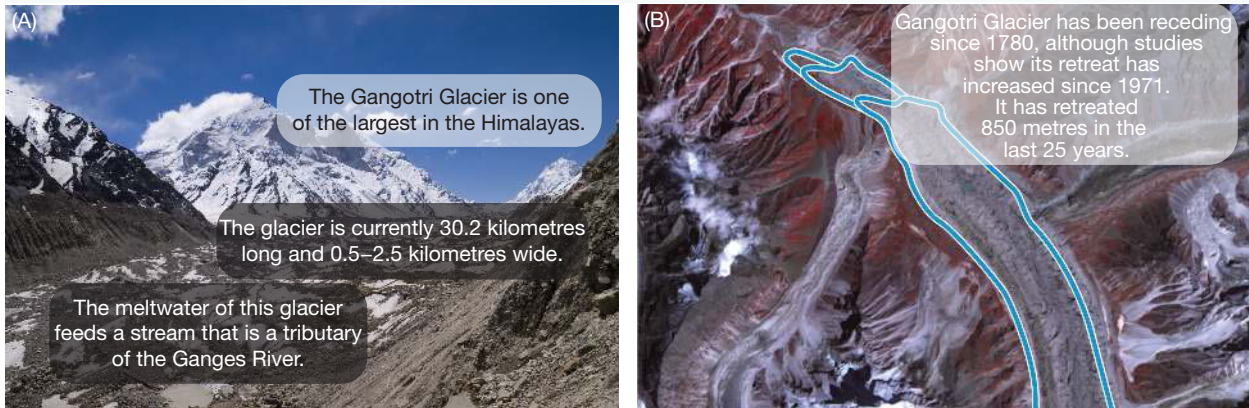 (A)
The Gangotri Glacier is one
of the largest in the Himalayas.
The glacier is currently 30.2 kilometres
long and 0.5–2.5 kilometres wide.
The meltwater of this glacier
feeds a stream that is a tributary
of the Ganges River.
(B)
Gangotri Glacier has been receding
since 1780, although studies
show its retreat has
increased since 1971.
It has retreated
850 metres in the
last 25 years.